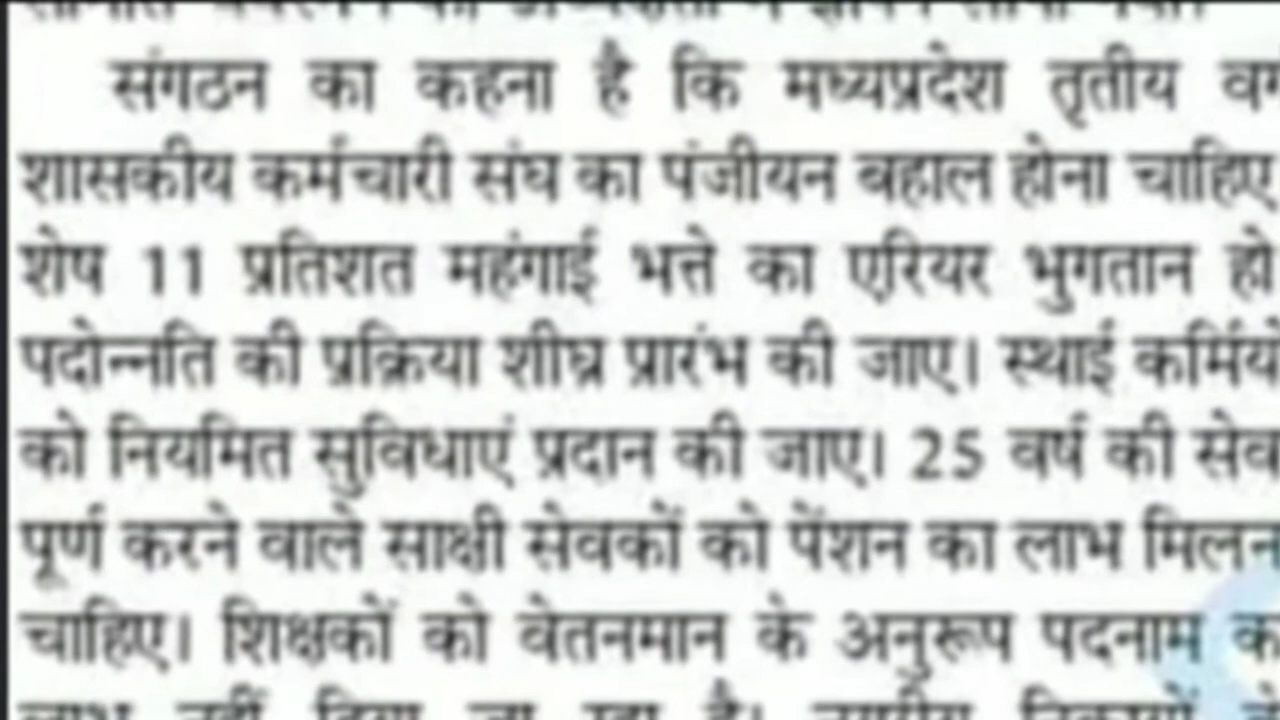 संगठन का कहना है कि मध्यप्रदेश तृतीय
शासकीय कर्मचारी संघ का पंजीयन बहाल होना चाहिए
शेष 11 प्रतिशत महंगाई भत्ते का एरियर भुगतान हो
पदोन्नति की प्रक्रिया शीघ्र प्रारंभ की जाए। स्थाई
को नियमित सुविधाएं प्रदान की जाए। 25 वर्ष की
पूर्ण करने वाले साक्षी सेवकों को पेंशन का लाभ
चाहिए। शिक्षकों को वेतनमान के अनुरूप पदनाम